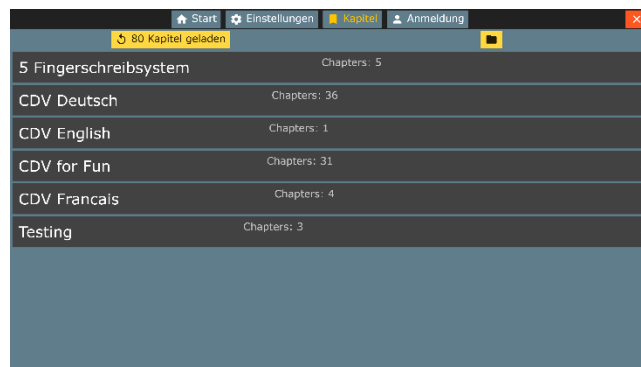 Start Einstellungen Kapitel Anmeldung
80 Kapitel geladen
5 Fingerschreibsystem Chapters: 5
CDV Deutsch Chapters: 36
CDV English Chapters: 1
CDV for Fun Chapters: 31
CDV Francais Chapters: 4
Testing Chapters: 3